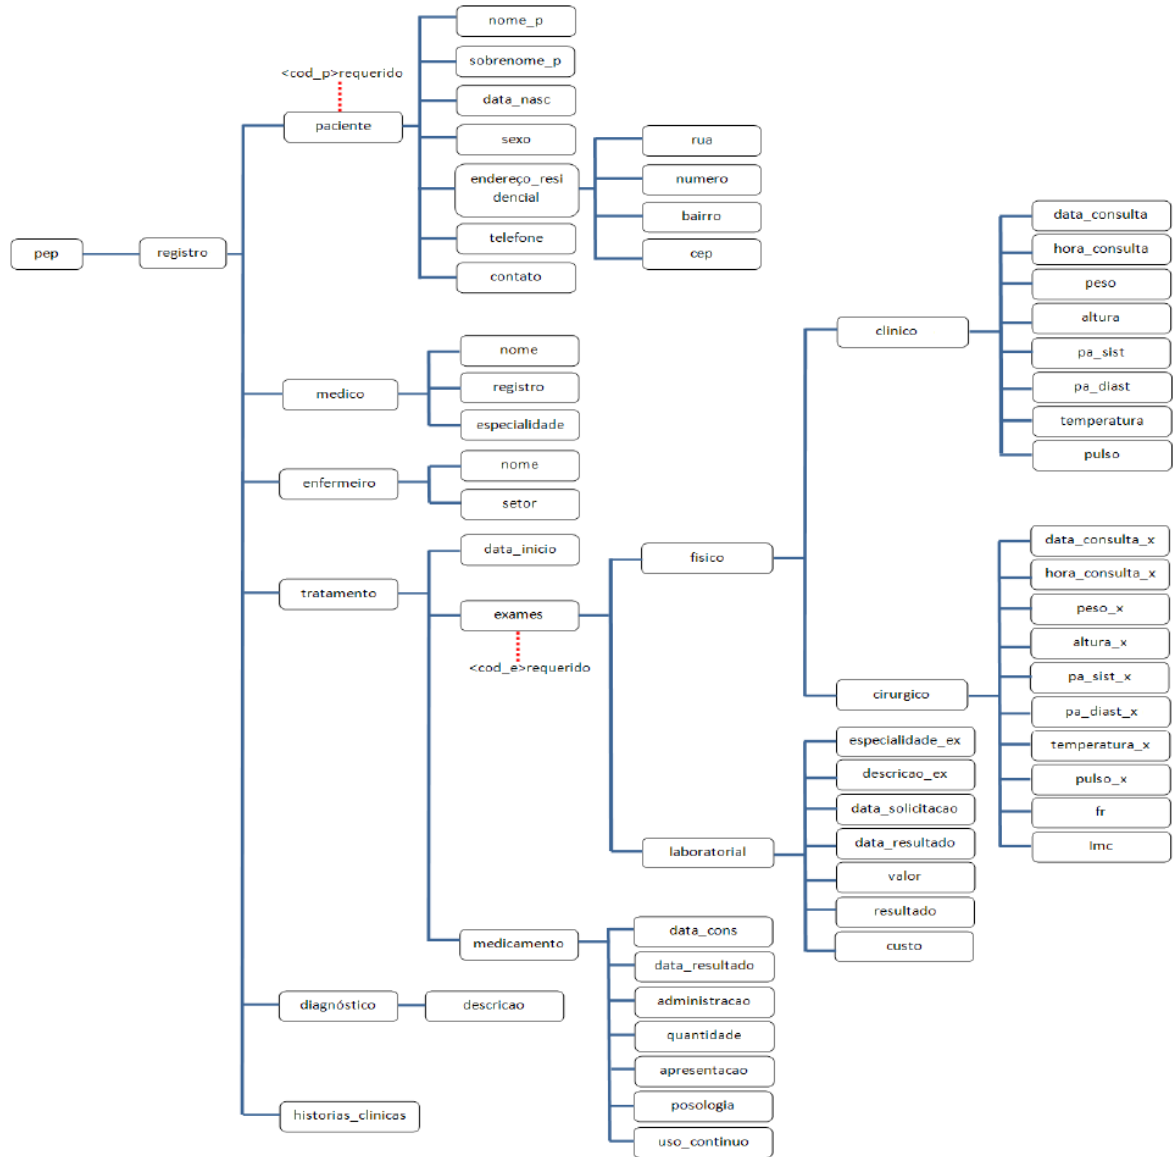 pep
registro
<cod_p>requerido
paciente
nome_p
sobrenome_p
data_nasc
sexo
endereço_resi
dencial
telefone
contato
rua
numero
bairro
cep
medico
nome
registro
especialidade
enfermeiro
nome
setor
tratamento
data_inicio
exames
<cod_e>requerido
fisico
clinico
data_consulta
hora_consulta
peso
altura
pa_sist
pa_diast
temperatura
pulso
cirurgico
data_consulta_x
hora_consulta_x
peso_x
altura_x
pa_sist_x
pa_diast_x
temperatura_x
pulso_x
fr
Imc
laboratorial
especialidade_ex
descricao_ex
data_solicitacao
data_resultado
valor
resultado
custo
medicamento
data_cons
data_resultado
administracao
quantidade
apresentacao
posologia
uso_continuo
diagnóstico
descricao
historias_clinicas